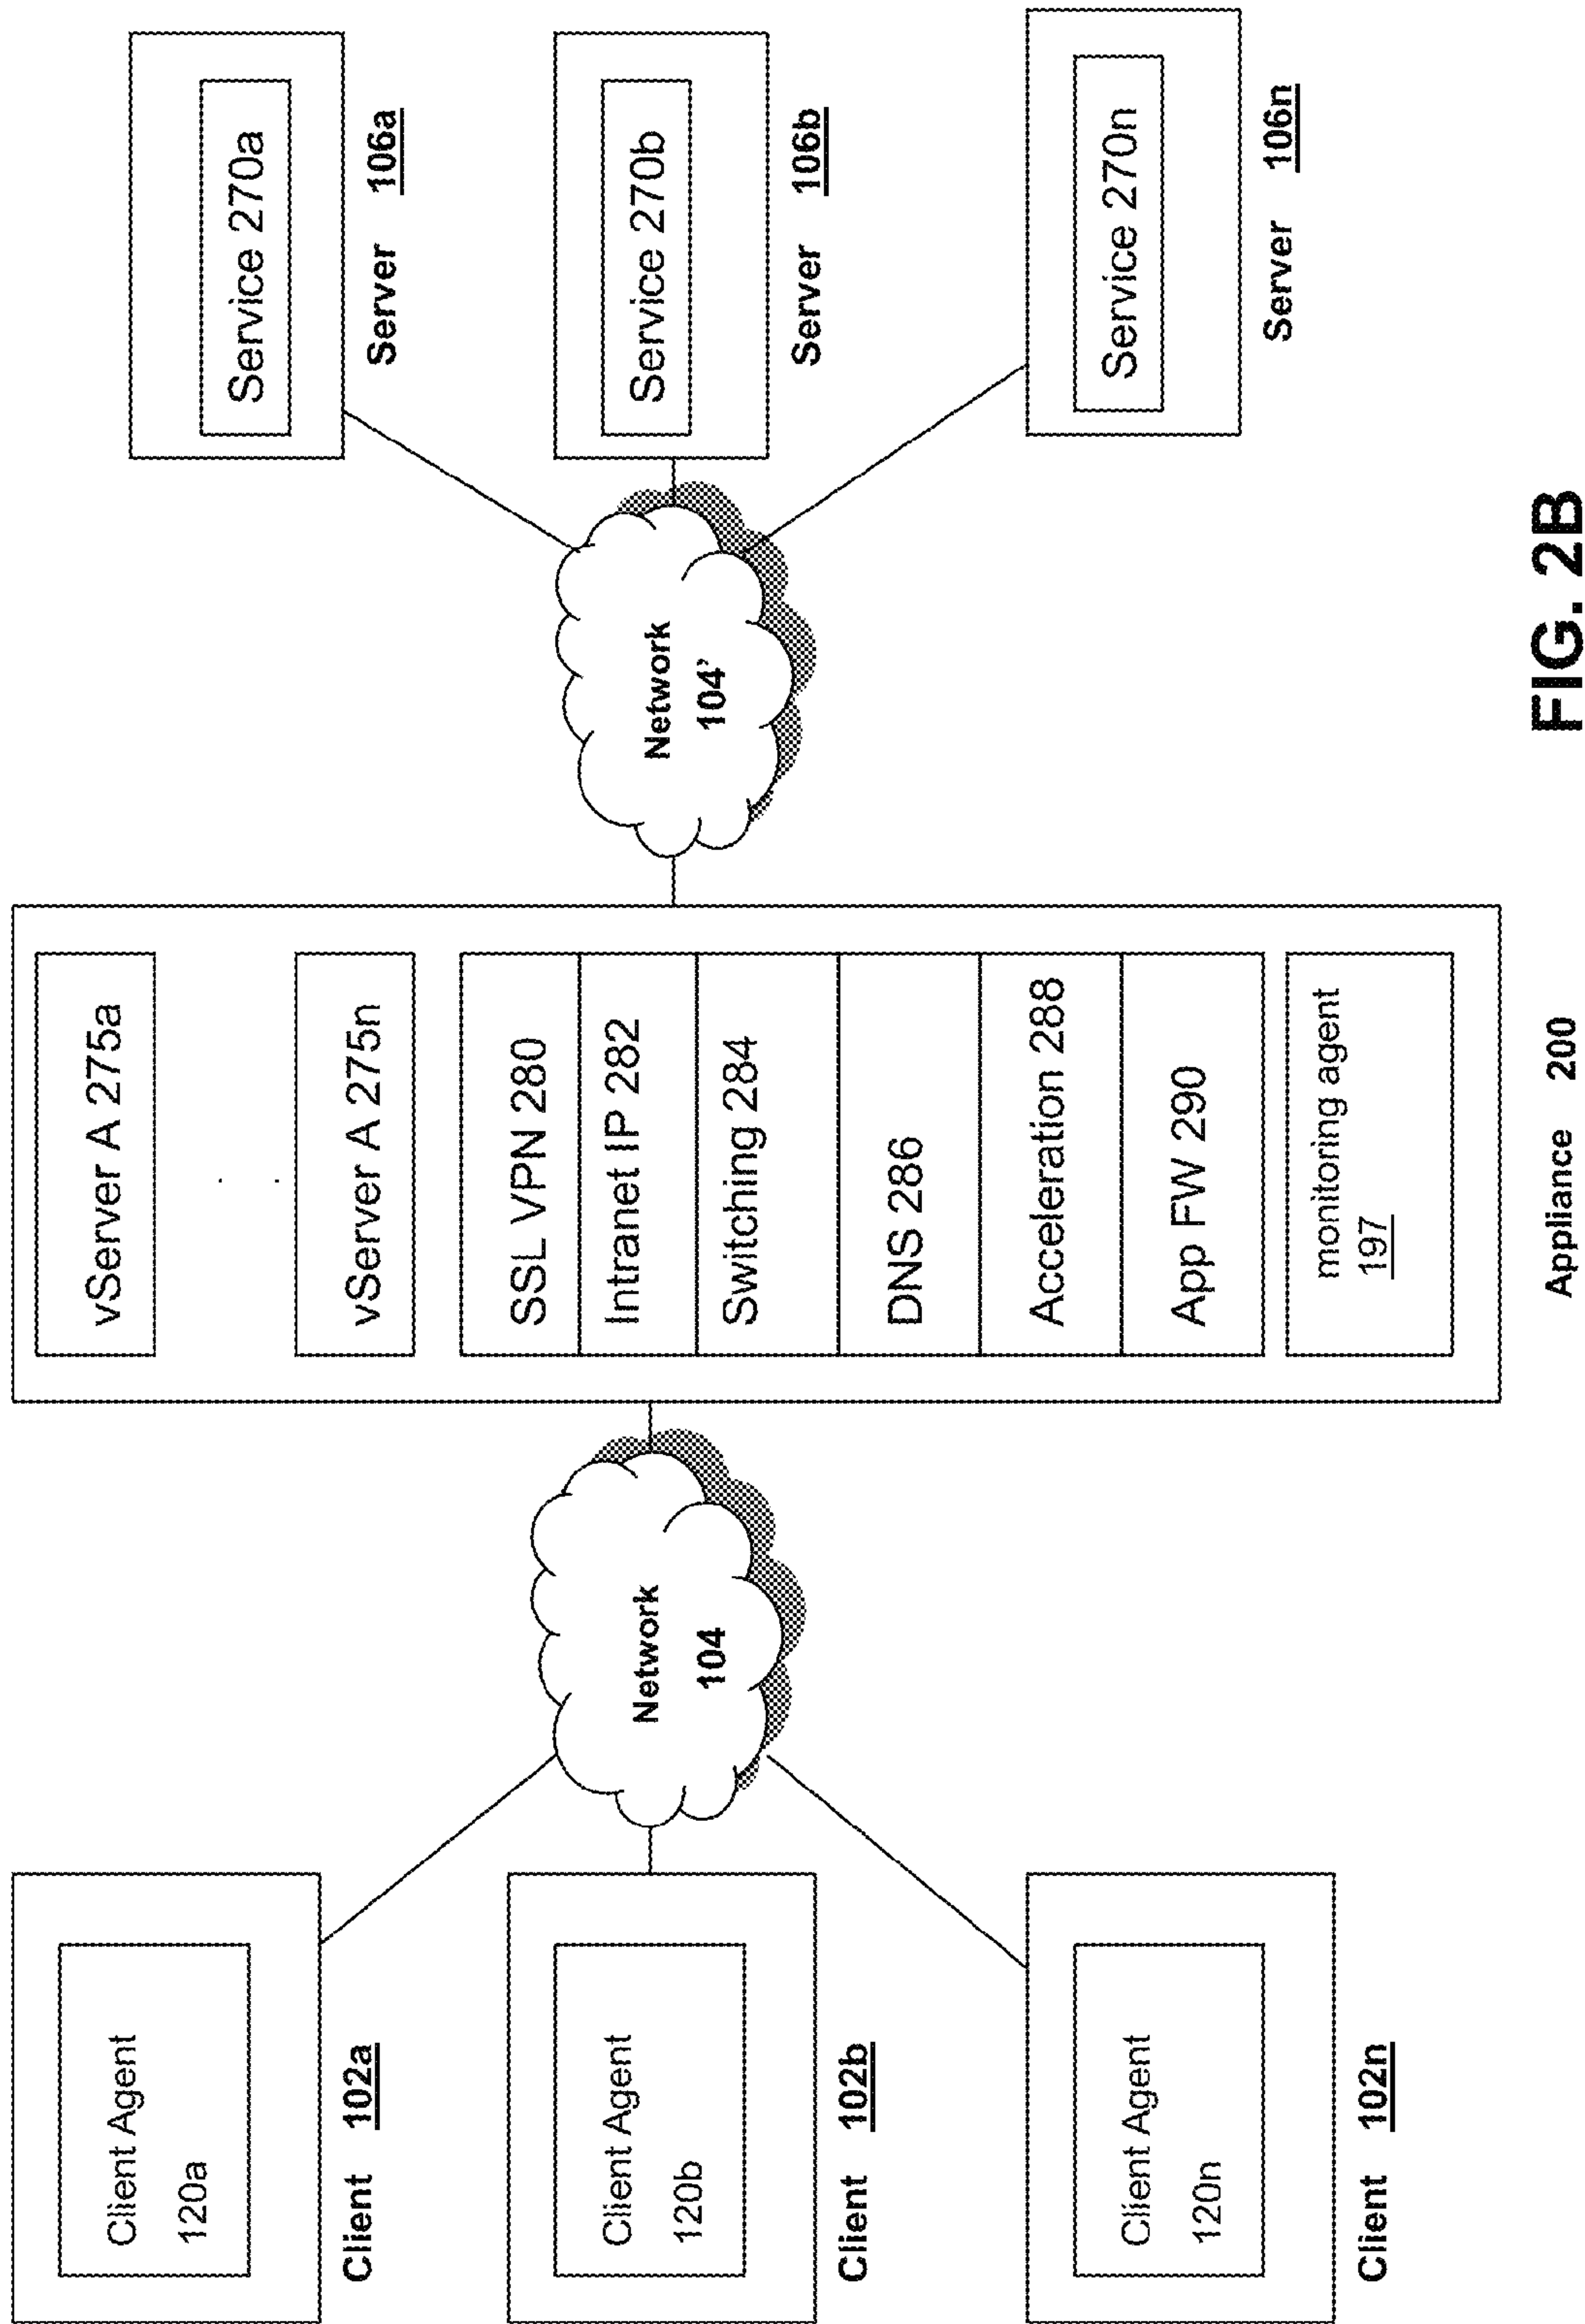 Client Agent
120a
Client 102a
Client Agent
120b
Client 102b
Client Agent
120n
Client 102n
Network
104
vServer A 275a
vServer A 275n
SSL VPN 280
Intranet IP 282
Switching 284
DNS 286
Acceleration 288
App FW 290
monitoring agent
197
Appliance 200
Network
104’
Service 270a
Server 106a
Service 270b
Server 106b
Service 270n
Server 106n
FIG. 2B